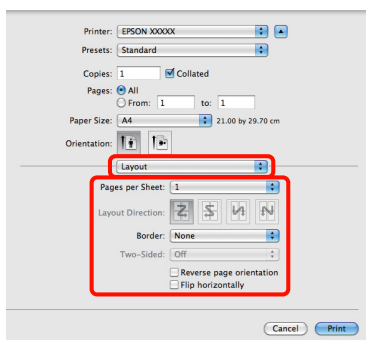 Printer: EPSON XXXXX
Presets: Standard
Copies: 1 Collated
Pages: All
From: 1 to: 1
Paper Size: A4 21.00 by 29.70 cm
Orientation:
Layout
Pages per Sheet: 1
Layout Direction:
Border: None
Two-Sided: Off
Reverse page orientation
Flip horizontally
Cancel Print